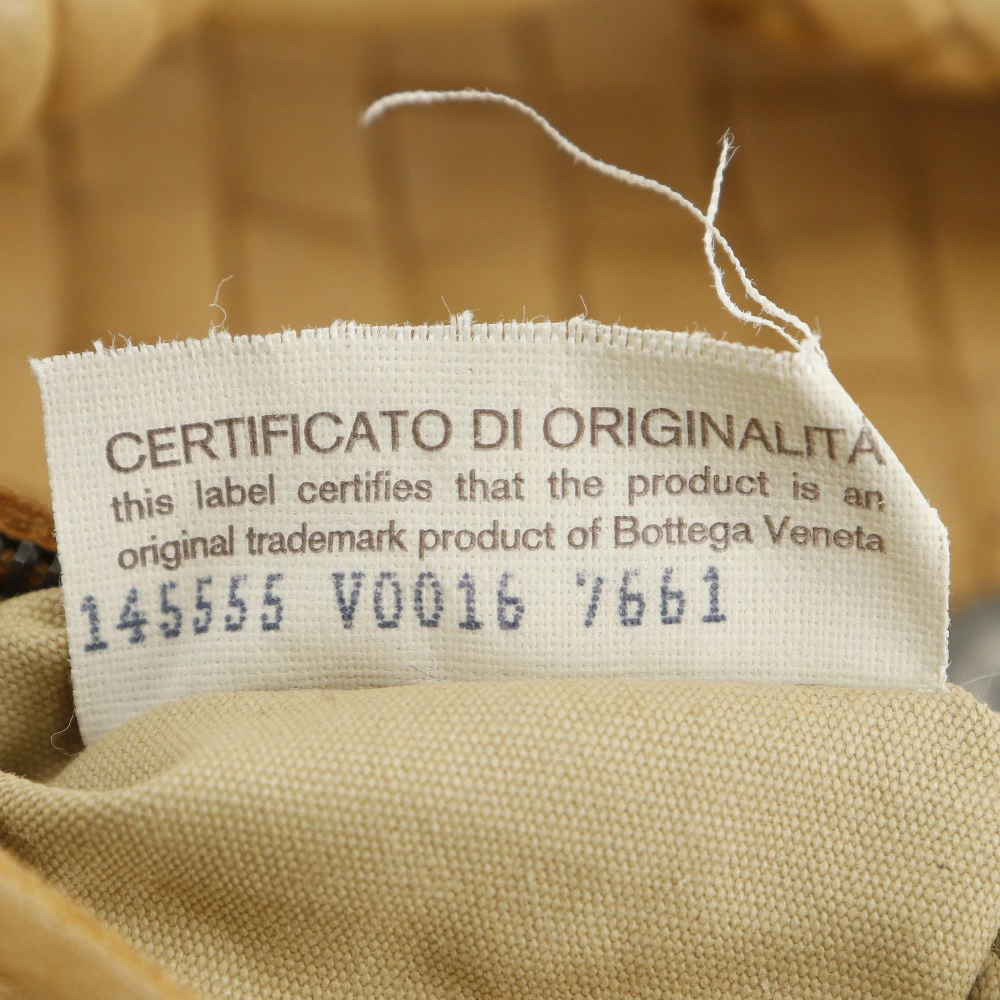 CERTIFICATO DI ORIGINALITÀ
this label certifies that the product is an
original trademark product of Bottega Veneta
145555 V0016 7661